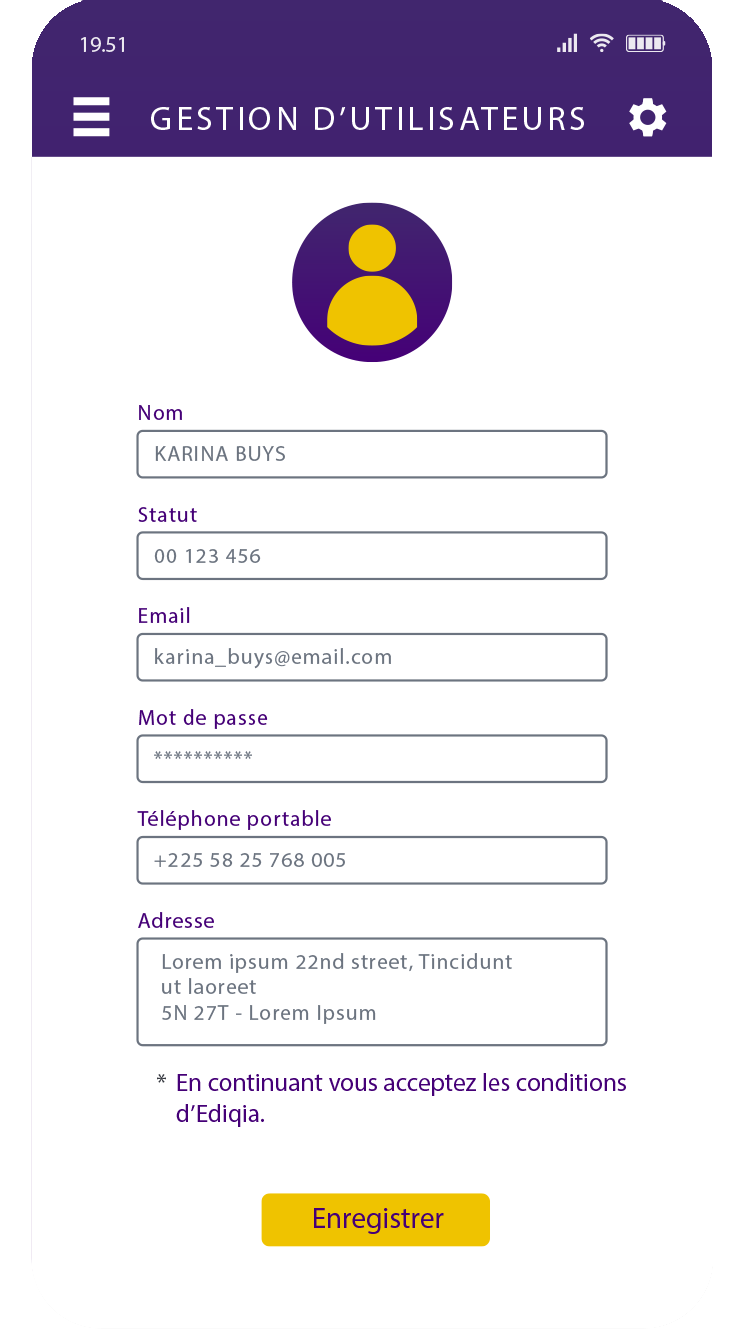 19.51
GESTION D’UTILISATEURS
Nom
KARINA BUYS
Statut
00 123 456
Email
karina_buys@email.com
Mot de passe
**********
Téléphone portable
+225 58 25 768 005
Adresse
Lorem ipsum 22nd street, Tincidunt
ut laoreet
5N 27T - Lorem Ipsum
* En continuant vous acceptez les conditions
d’Ediqia.
Enregistrer